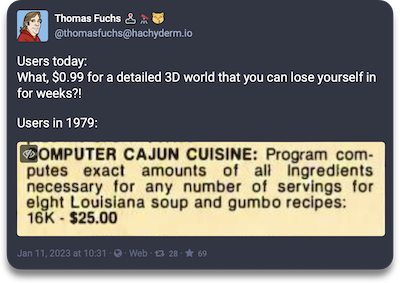 Thomas Fuchs
@thomasfuchs@hachyderm.io
Users today:
What, $0.99 for a detailed 3D world that you can lose yourself in
for weeks?!
Users in 1979:
OMPUTER CAJUN CUISINE: Program com-
putes exact amounts of all ingredients
necessary for any number of servings for
eight Louisiana soup and gumbo recipes:
16K - $25.00
Jan 11, 2023 at 10:31 · Web · 28 · 69